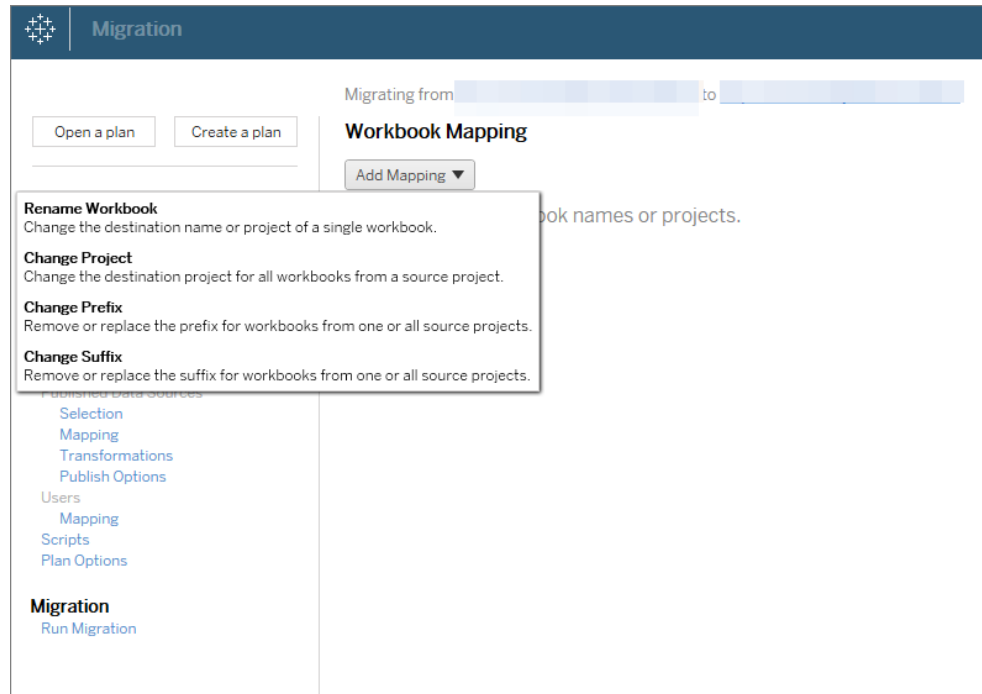 Migration
Migrating from to
Open a plan
Create a plan
Workbook Mapping
Add Mapping ▼
names or projects.
Rename Workbook
Change the destination name or project of a single workbook.
Change Project
Change the destination project for all workbooks from a source project.
Change Prefix
Remove or replace the prefix for workbooks from one or all source projects.
Change Suffix
Remove or replace the suffix for workbooks from one or all source projects.
Published Data Sources
Selection
Mapping
Transformations
Publish Options
Users
Mapping
Scripts
Plan Options
Migration
Run Migration